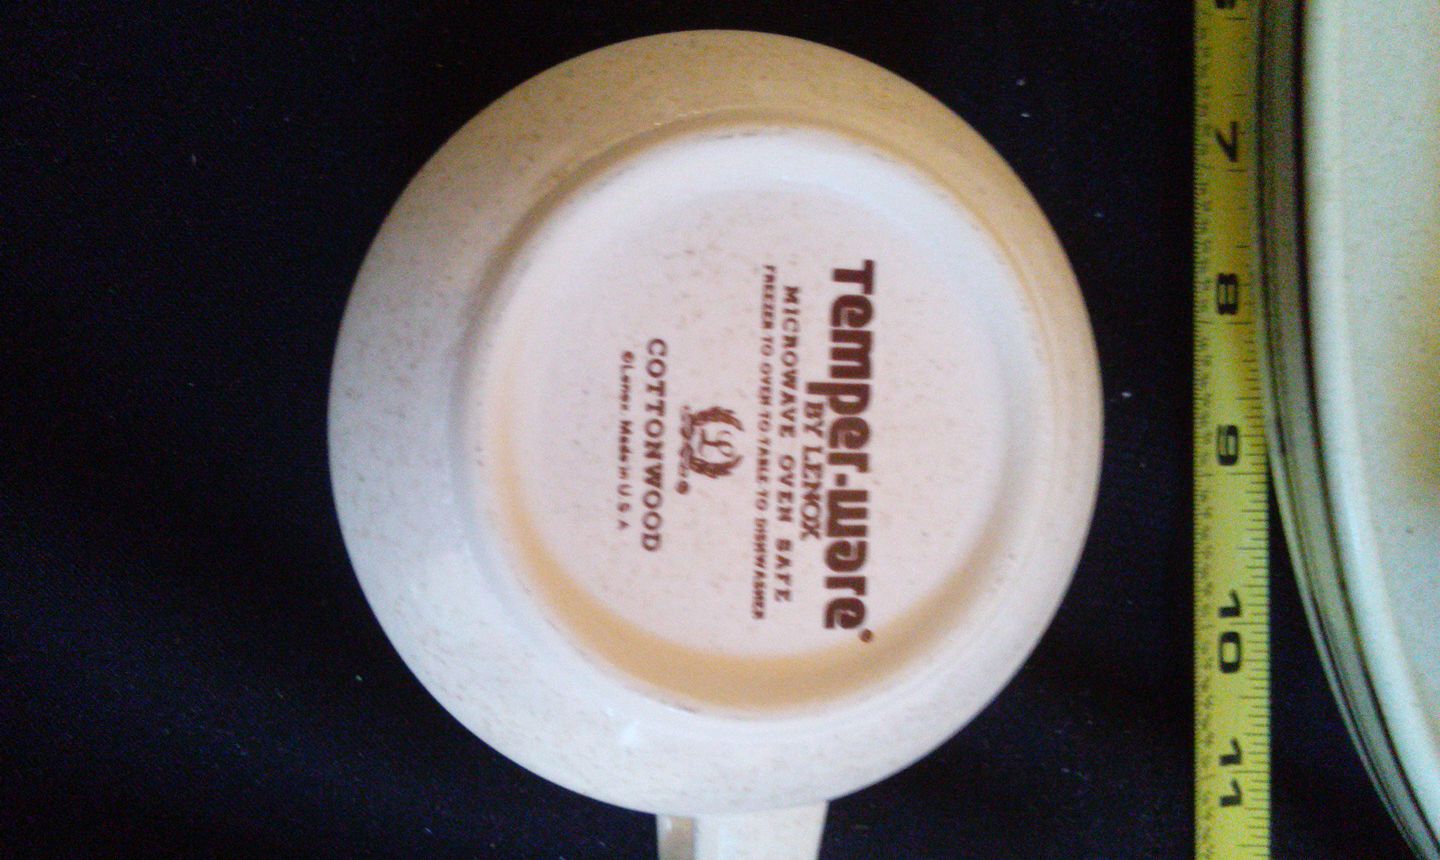 Temper-ware®
BY LENOX
MICROWAVE OVEN SAFE
FREEZER TO OVEN TO TABLE TO DISHWASHER
L
COTTONWOOD
©Lenox Made in U S A
7
8
9
10
11